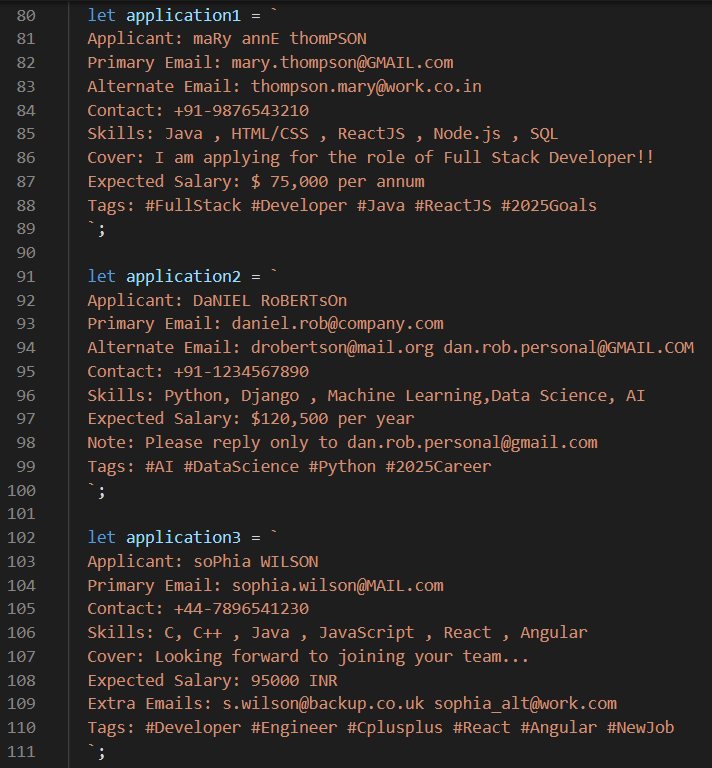 80 let application1 = `
81 Applicant: maRy annE thomPSON
82 Primary Email: mary.thompson@GMAIL.com
83 Alternate Email: thompson.mary@work.co.in
84 Contact: +91-9876543210
85 Skills: Java , HTML/CSS , ReactJS , Node.js , SQL
86 Cover: I am applying for the role of Full Stack Developer!!
87 Expected Salary: $ 75,000 per annum
88 Tags: #FullStack #Developer #Java #ReactJS #2025Goals
89 `;
90
91 let application2 = `
92 Applicant: DaNIEL RoBERTsOn
93 Primary Email: daniel.rob@company.com
94 Alternate Email: drobertson@mail.org dan.rob.personal@GMAIL.COM
95 Contact: +91-1234567890
96 Skills: Python, Django , Machine Learning,Data Science, AI
97 Expected Salary: $120,500 per year
98 Note: Please reply only to dan.rob.personal@gmail.com
99 Tags: #AI #DataScience #Python #2025Career
100 `;
101
102 let application3 = `
103 Applicant: soPhia WILSON
104 Primary Email: sophia.wilson@MAIL.com
105 Contact: +44-7896541230
106 Skills: C, C++ , Java , JavaScript , React , Angular
107 Cover: Looking forward to joining your team...
108 Expected Salary: 95000 INR
109 Extra Emails: s.wilson@backup.co.uk sophia_alt@work.com
110 Tags: #Developer #Engineer #Cplusplus #React #Angular #NewJob
111 `;